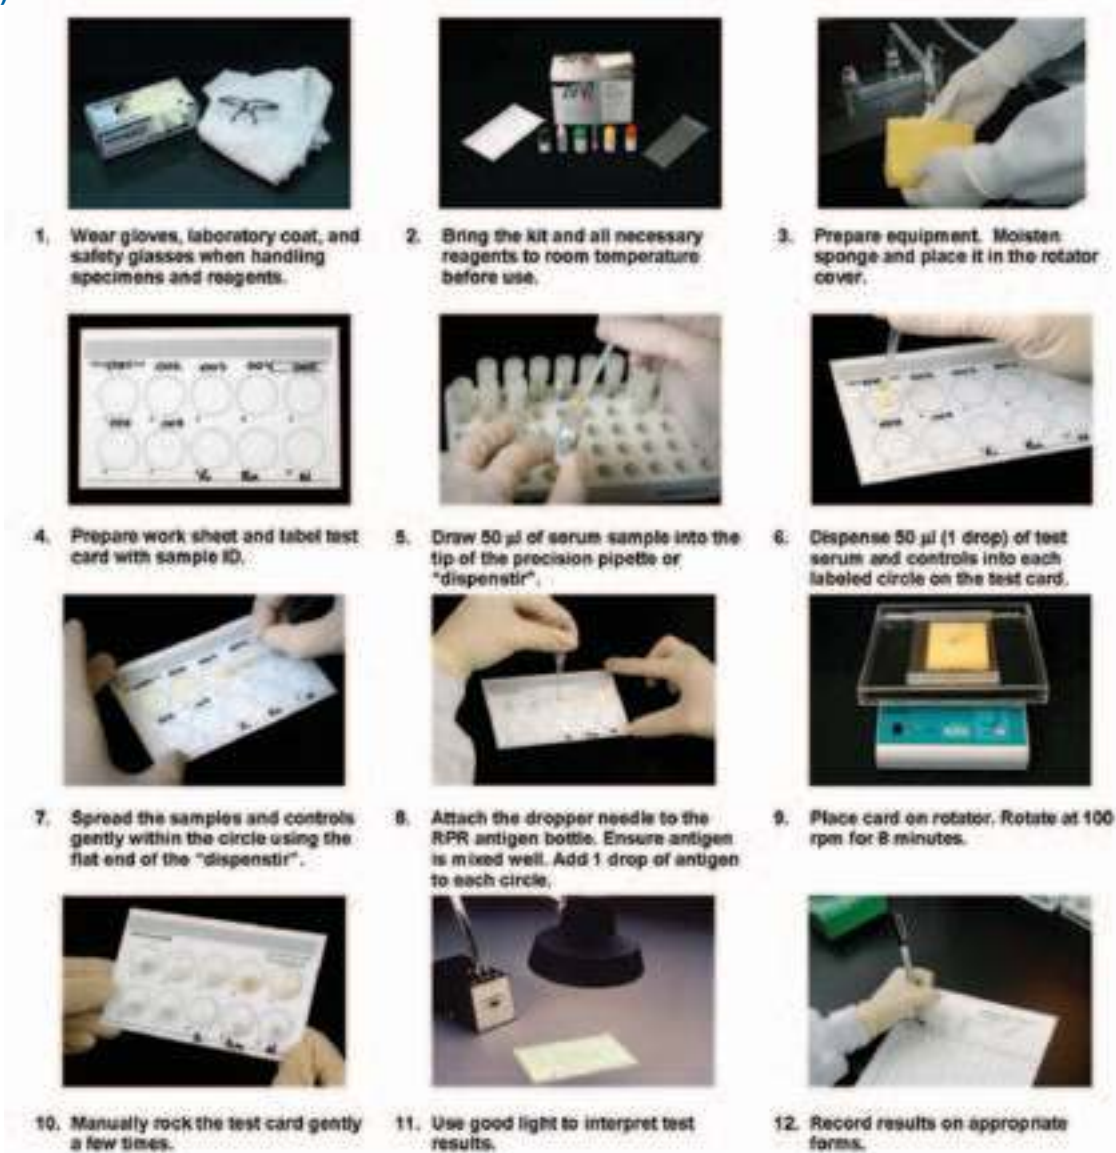 1. Wear gloves, laboratory coat, and
safety glasses when handling
specimens and reagents.
2. Bring the kit and all necessary
reagents to room temperature
before use.
3. Prepare equipment. Moisten
sponge and place it in the rotator
cover.
4. Prepare work sheet and label test
card with sample ID.
5. Draw 50 µl of serum sample into the
tip of the precision pipette or
"dispenstir".
6. Dispense 50 µl (1 drop) of test
serum and controls into each
labeled circle on the test card.
7. Spread the samples and controls
gently within the circle using the
flat end of the "dispenstir".
8. Attach the dropper needle to the
RPR antigen bottle. Ensure antigen
is mixed well. Add 1 drop of antigen
to each circle.
9. Place card on rotator. Rotate at 100
rpm for 8 minutes.
10. Manually rock the test card gently
a few times.
11. Use good light to interpret test
results.
12. Record results on appropriate
forms.